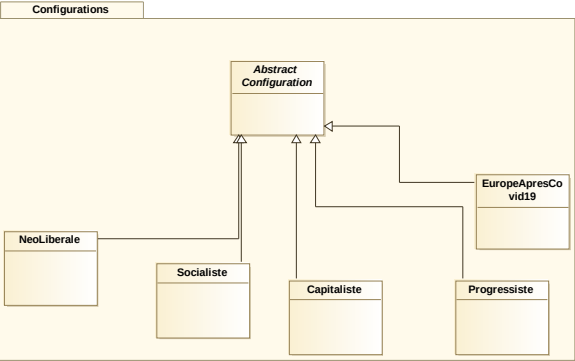 Configurations
Abstract
Configuration
EuropeApresCo
vid19
NeoLiberale
Socialiste
Capitaliste
Progressiste